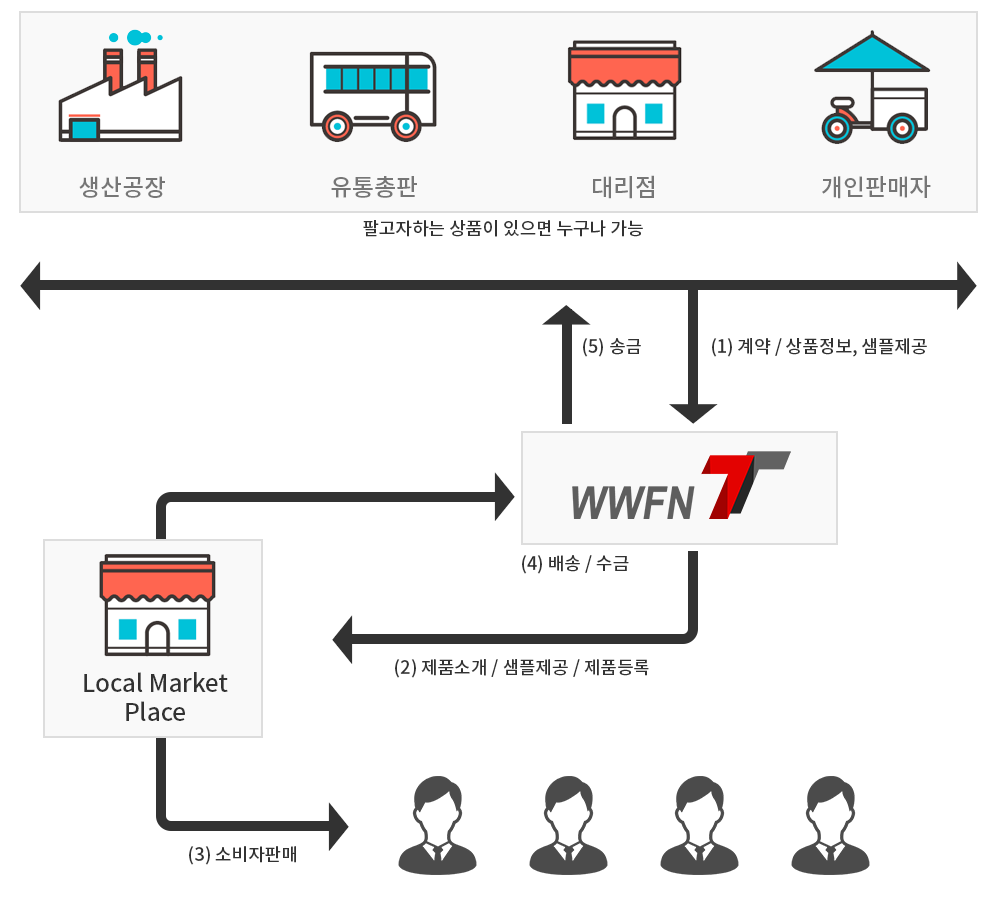 생산공장
유통총판
대리점
개인판매자
팔고자하는 상품이 있으면 누구나 가능
(5) 송금
(1) 계약 / 상품정보, 샘플제공
WWFN
(4) 배송 / 수금
(2) 제품소개 / 샘플제공 / 제품등록
Local Market
Place
(3) 소비자판매